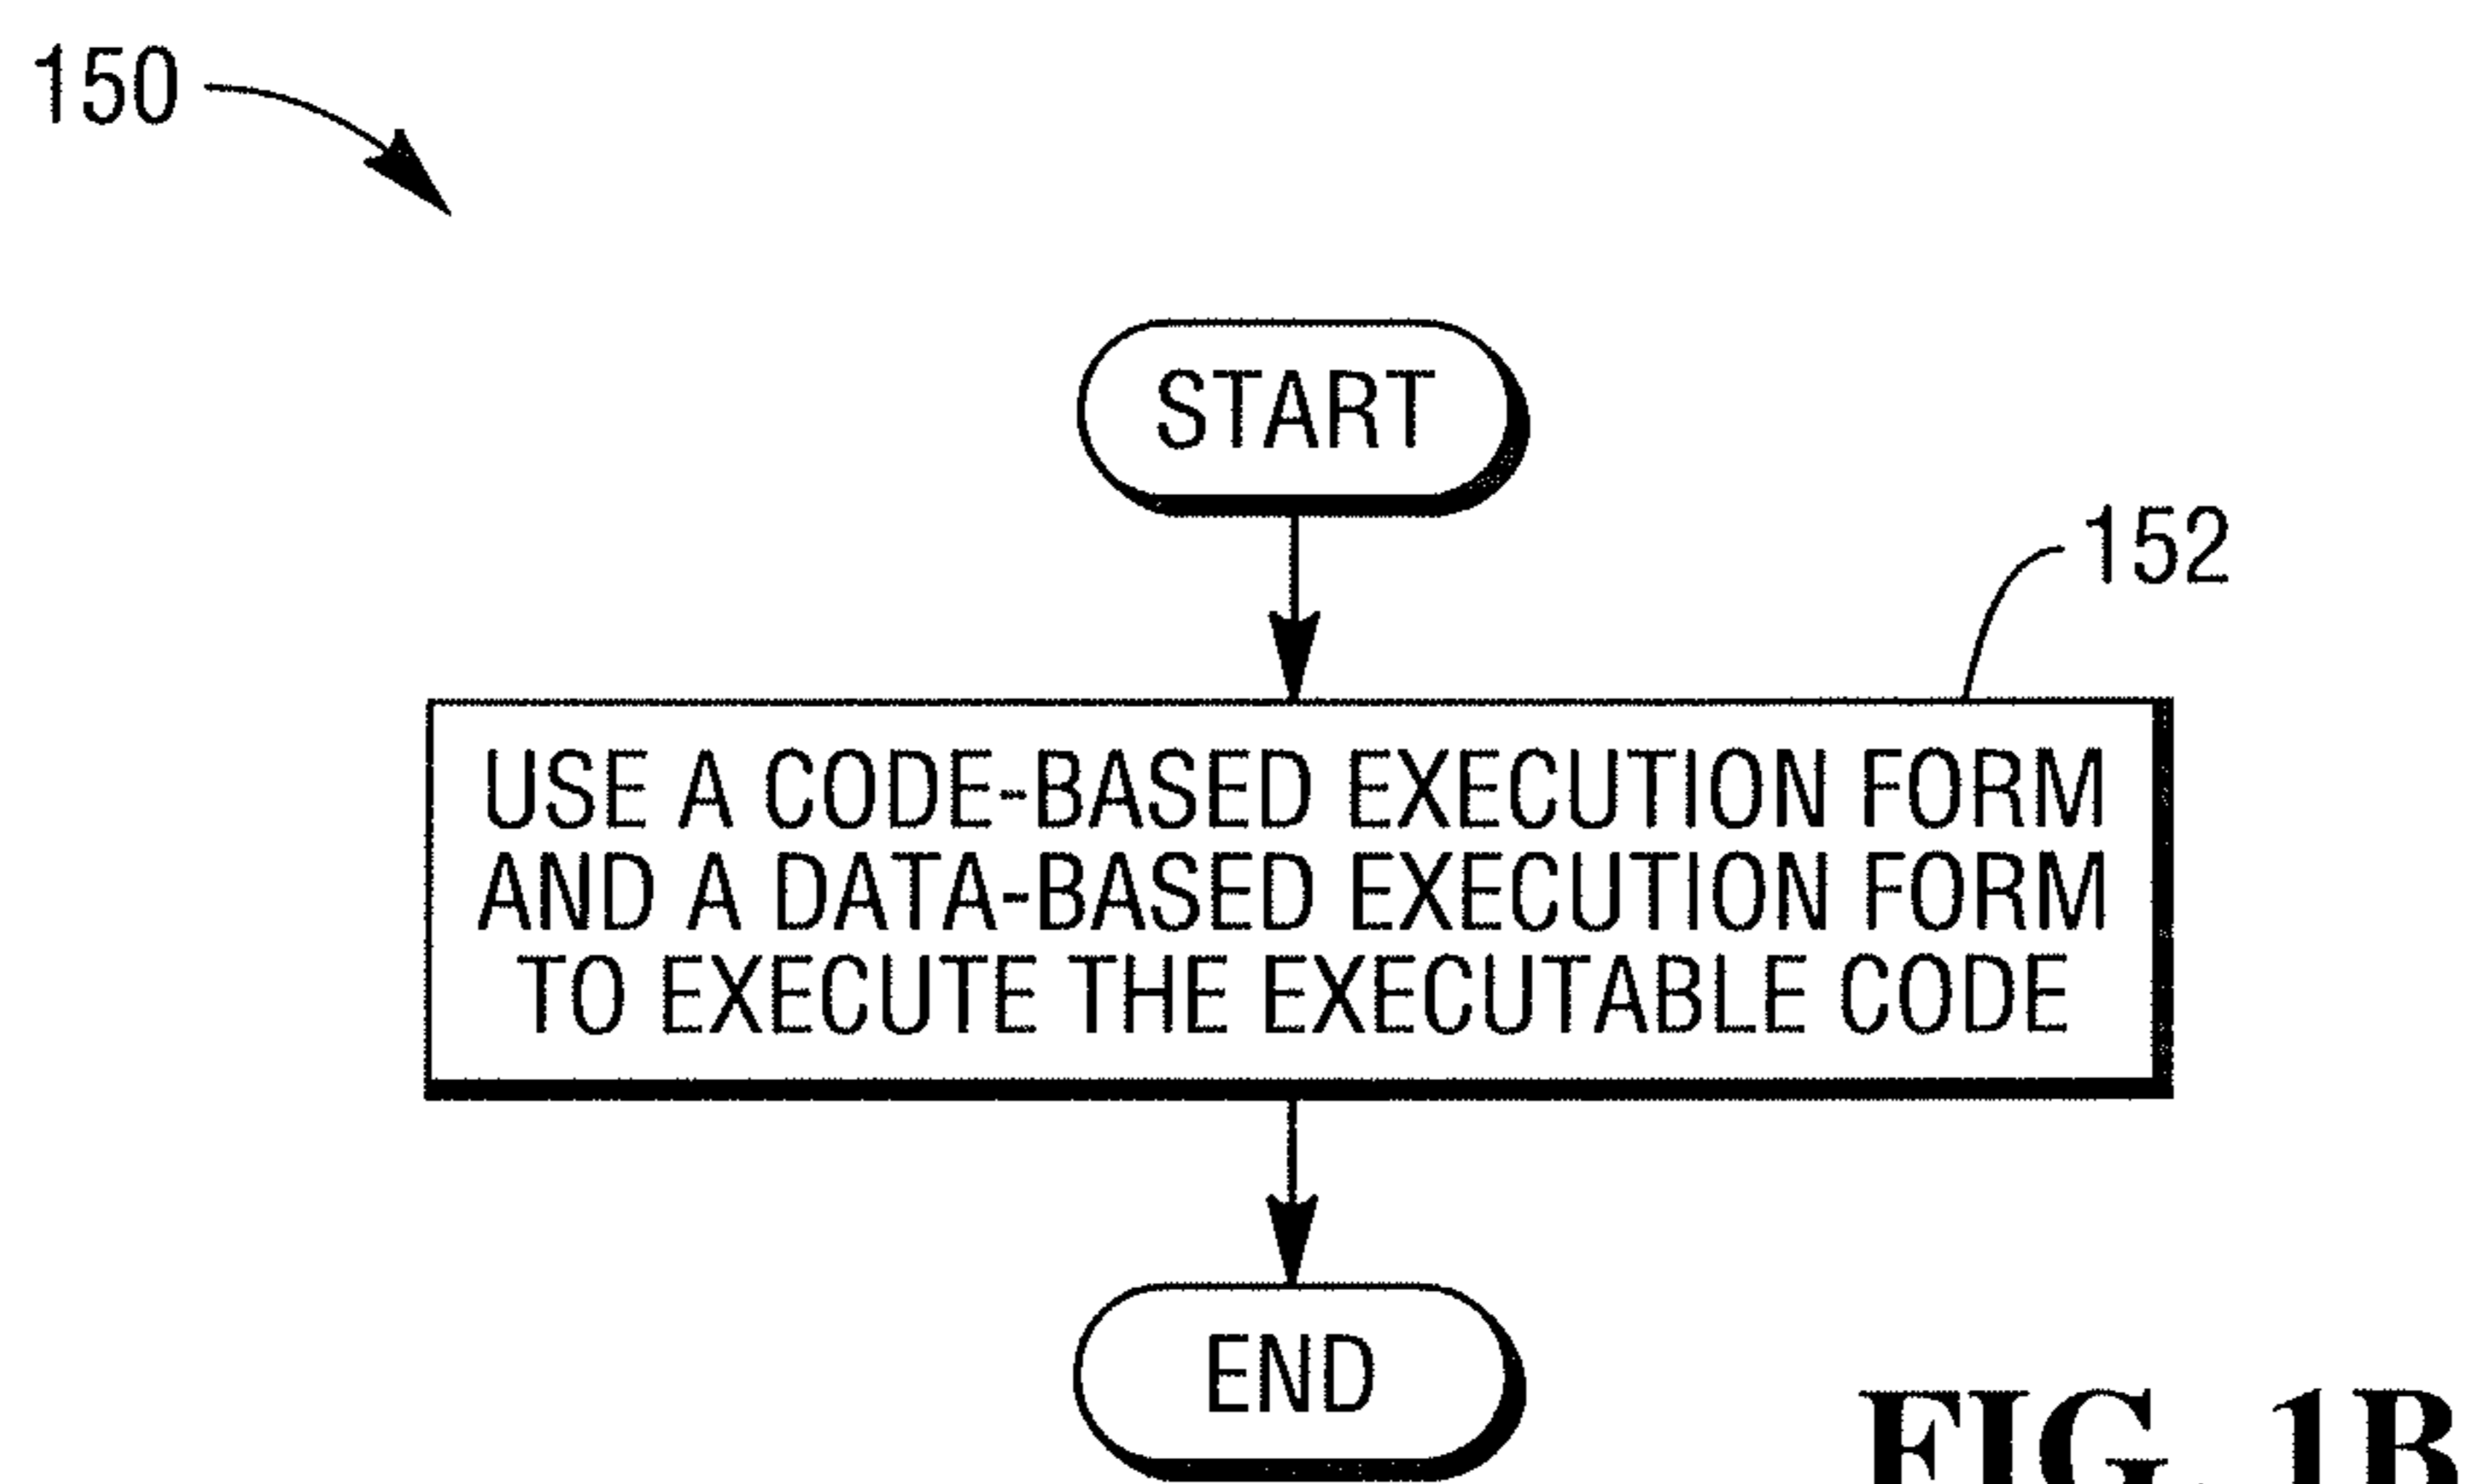 150
START
152
USE A CODE-BASED EXECUTION FORM
AND A DATA-BASED EXECUTION FORM
TO EXECUTE THE EXECUTABLE CODE
END
FIG. 1B